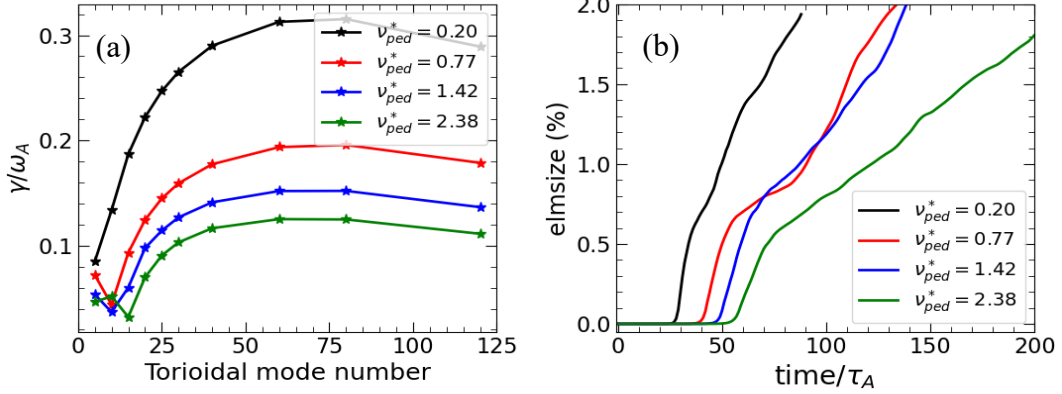 (a)
γ/ω_A
0.3
0.2
0.1
ν*_ped = 0.20
ν*_ped = 0.77
ν*_ped = 1.42
ν*_ped = 2.38
0 25 50 75 100 125
Torioidal mode number
(b)
elmsize (%)
2.0
1.5
1.0
0.5
0.0
ν*_ped = 0.20
ν*_ped = 0.77
ν*_ped = 1.42
ν*_ped = 2.38
0 50 100 150 200
time/τ_A